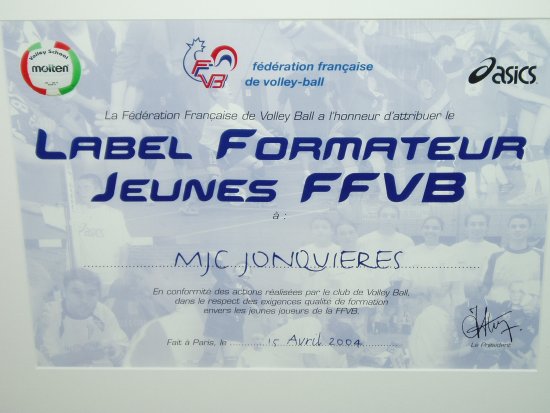 Volley School
molten
FFVB
fédération française
de volley-ball
asics
La Fédération Française de Volley Ball a l'honneur d'attribuer le
LABEL FORMATEUR
JEUNES FFVB
à :
MJC JONQUIERES
En conformité des actions réalisées par le club de Volley Ball,
dans le respect des exigences qualité de formation
envers les jeunes joueurs de la FFVB.
Fait à Paris, le 15 Avril 2004
Le Président